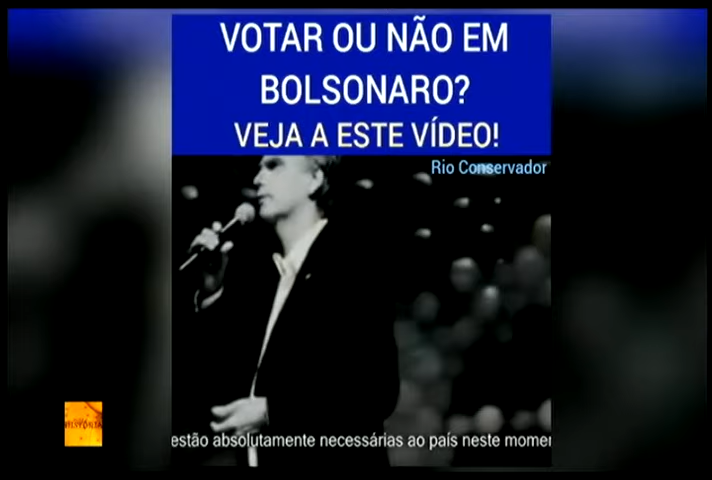 VOTAR OU NÃO EM
BOLSONARO?
VEJA A ESTE VÍDEO!
Rio Conservador
estão absolutamente necessárias ao país neste momen